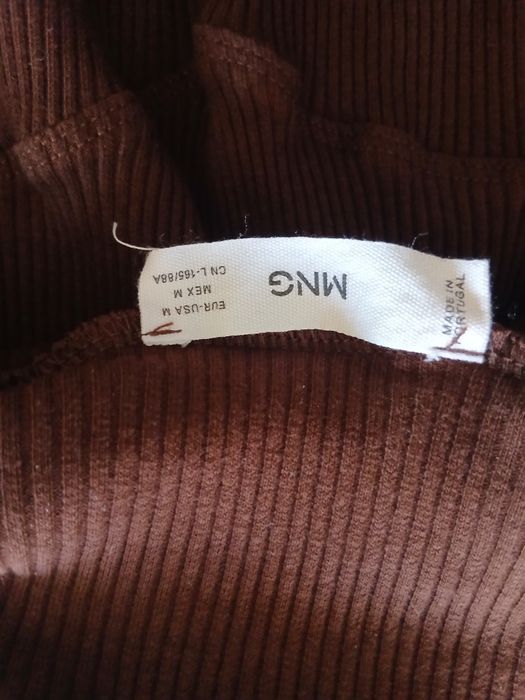 MNG
EUR-USA M
MEX M
CN L-165/88A
MADE IN
PORTUGAL